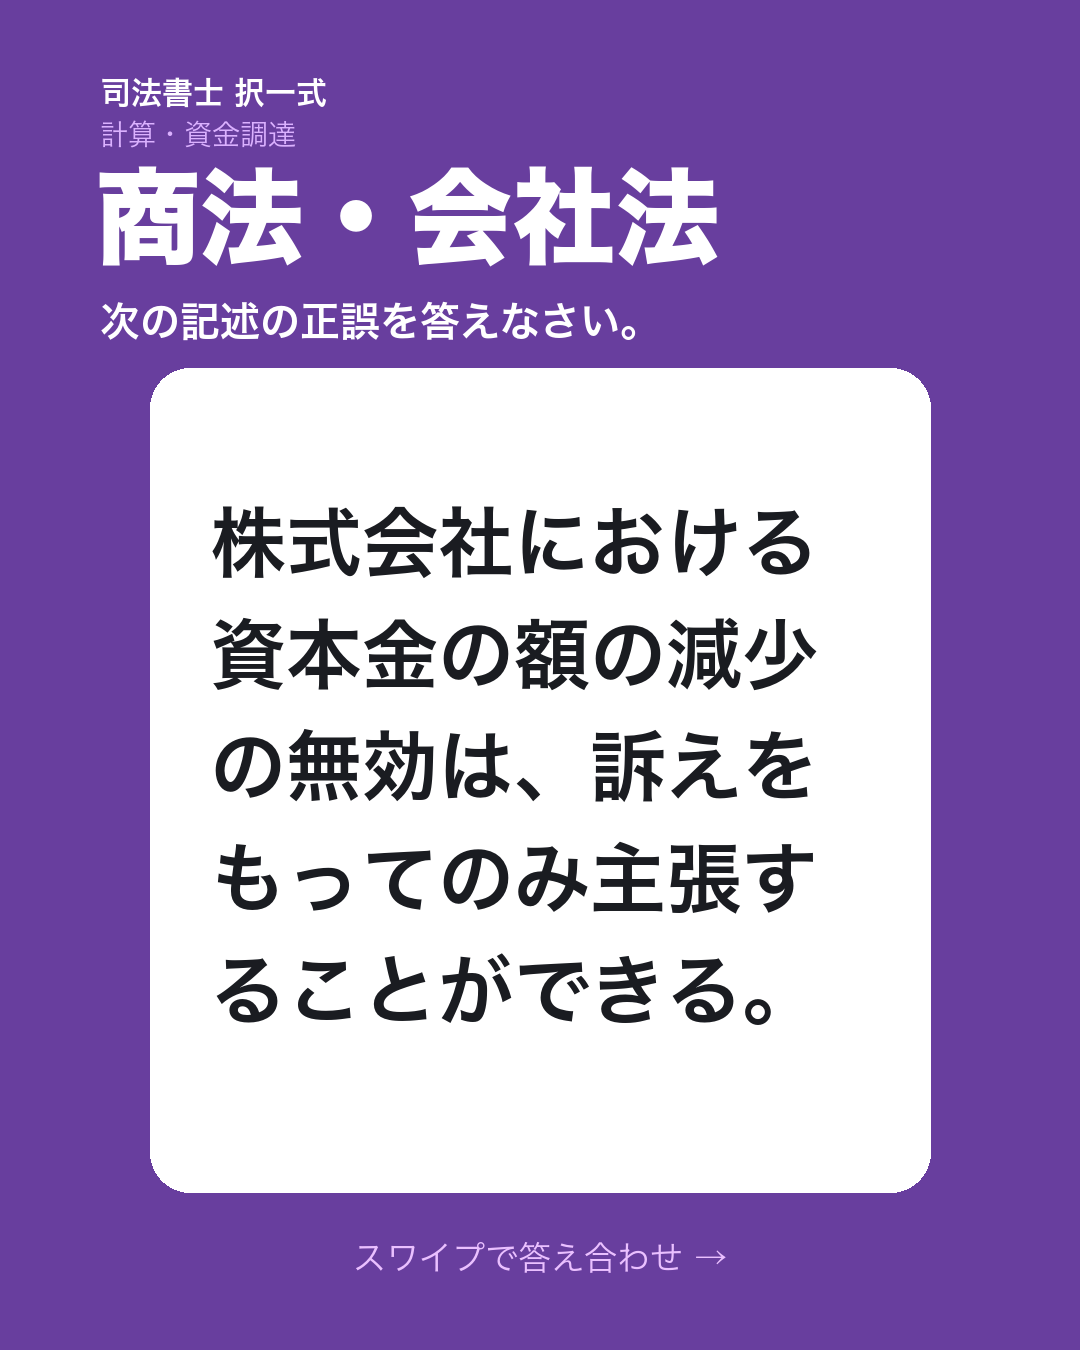 司法書士 択一式
計算・資金調達
商法・会社法
次の記述の正誤を答えなさい。
株式会社における
資本金の額の減少
の無効は、訴えを
もってのみ主張す
ることができる。
スワイプで答え合わせ →